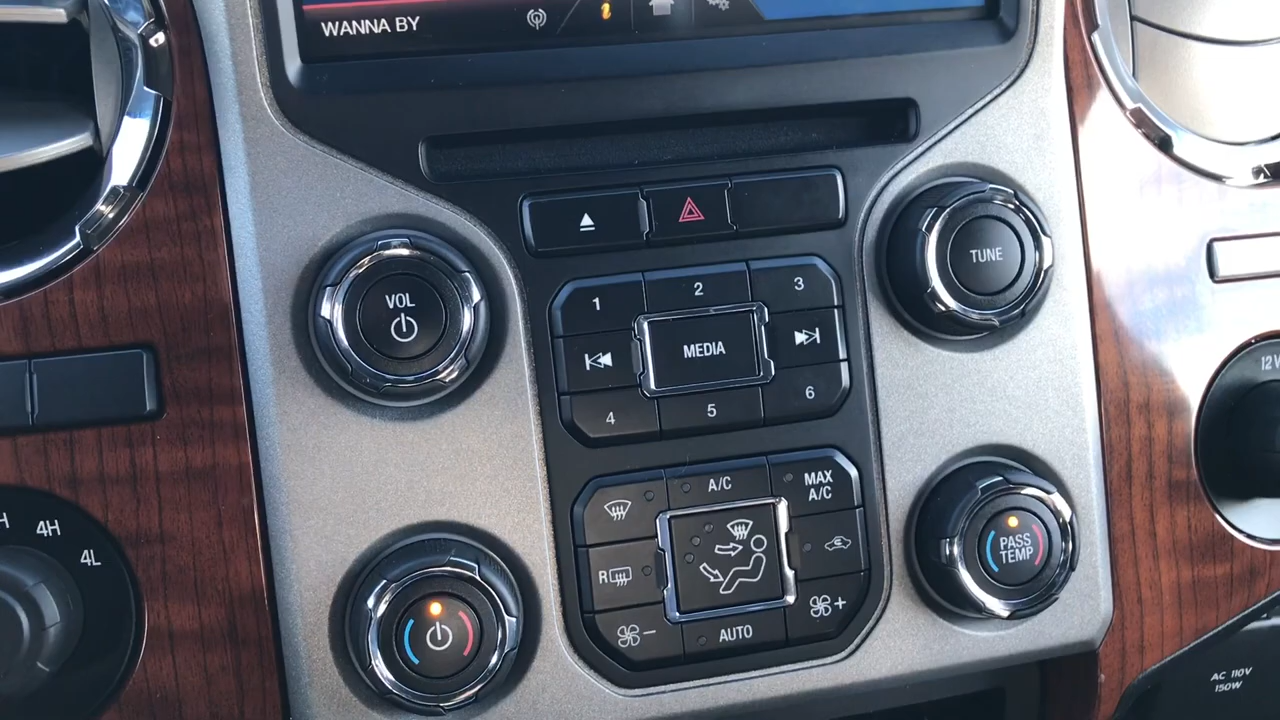 WANNA BY
VOL
TUNE
1
2
3
MEDIA
4
5
6
12V
4H
4L
A/C
MAX
A/C
R
PASS
TEMP
AUTO
AC 110V
150W